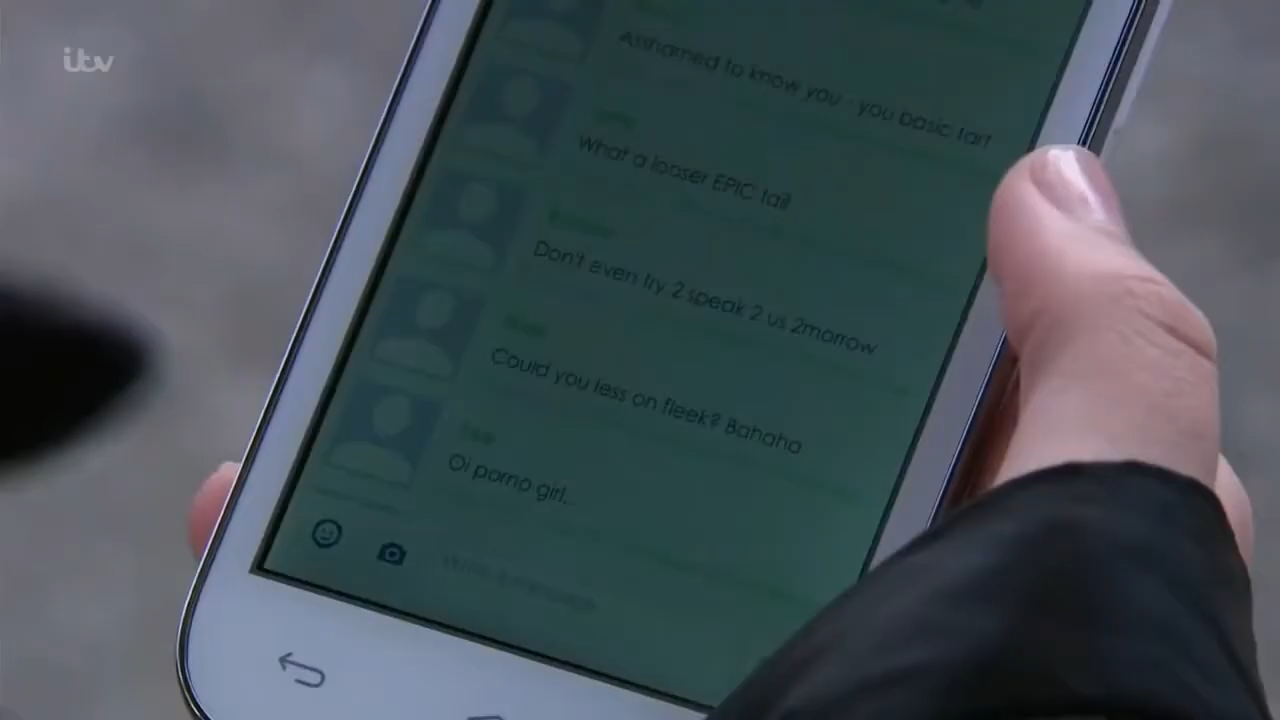 itv
Ashamed to know you - you basic tart
What a looser EPIC fail!
Don't even try 2 speak 2 us 2morrow
Could you less on fleek? Bahaha
Oi porno girl...